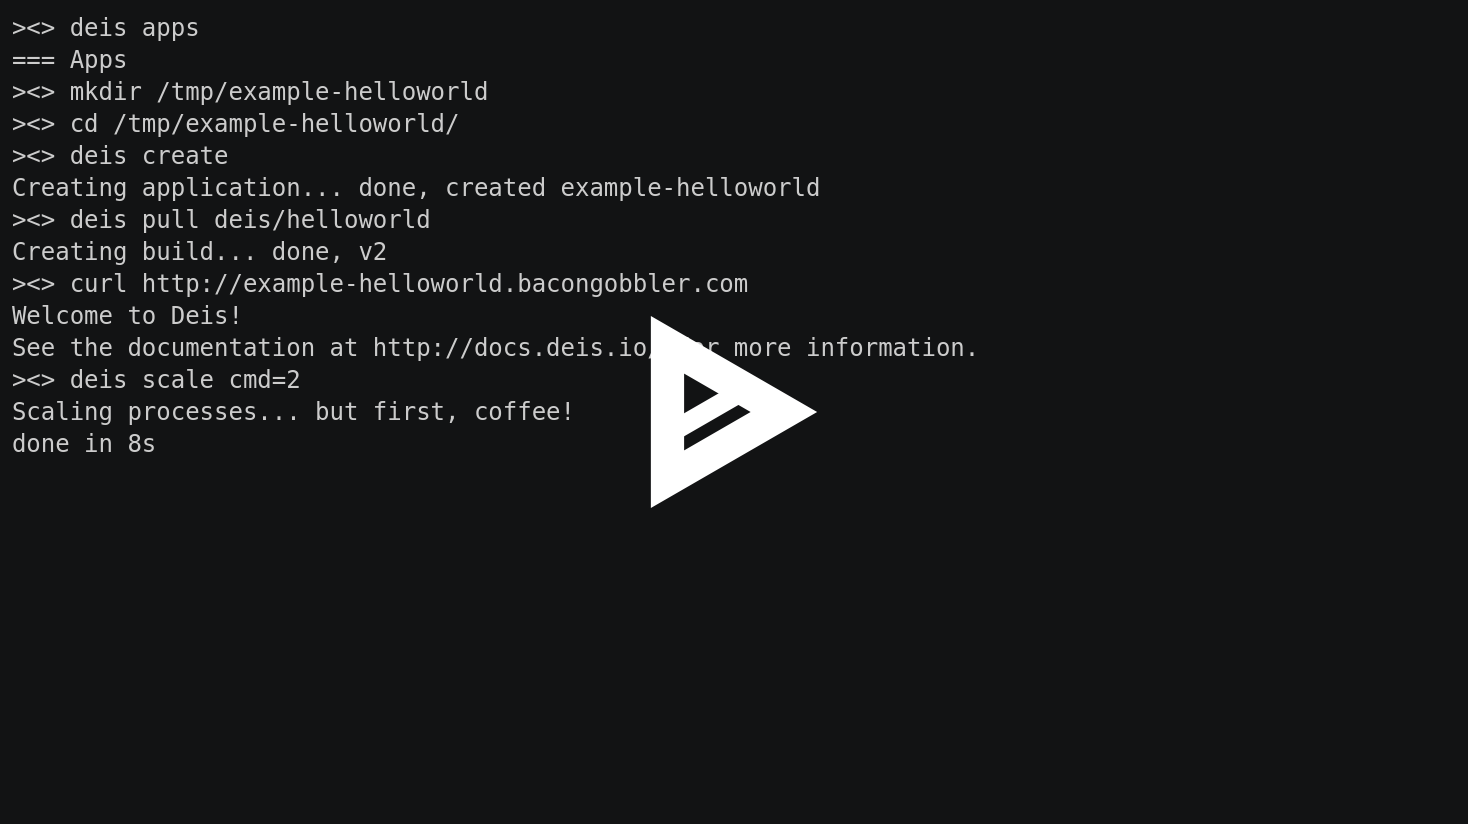 ><> deis apps
=== Apps
><> mkdir /tmp/example-helloworld
><> cd /tmp/example-helloworld/
><> deis create
Creating application... done, created example-helloworld
><> deis pull deis/helloworld
Creating build... done, v2
><> curl http://example-helloworld.bacongobbler.com
Welcome to Deis!
See the documentation at http://docs.deis.io/ more information.
><> deis scale cmd=2
Scaling processes... but first, coffee!
done in 8s